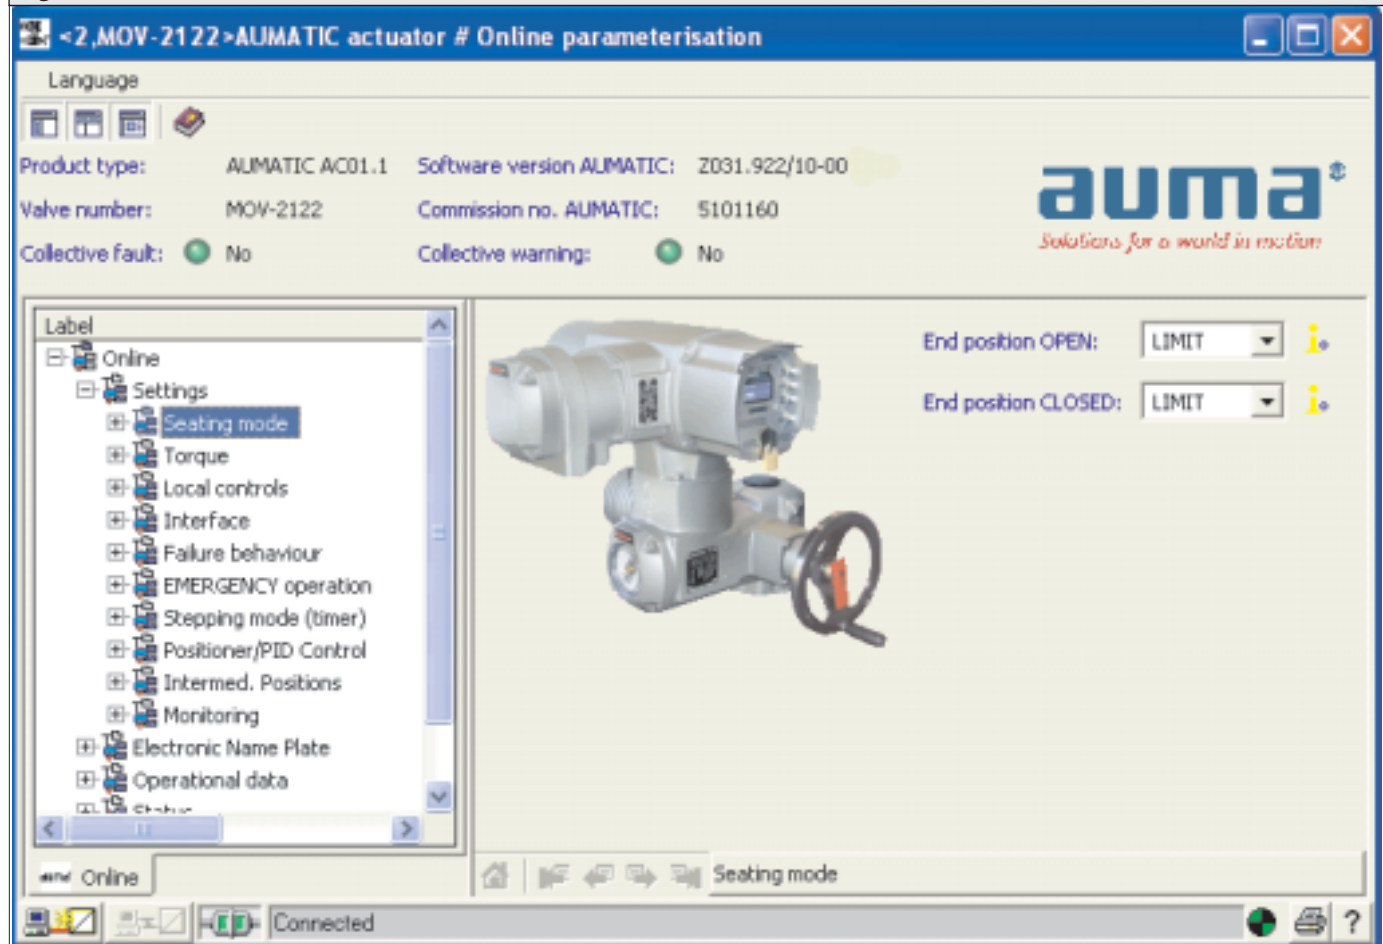 <2,MOV-2122>AUMATIC actuator # Online parameterisation
Language
Product type: AUMATIC AC01.1 Software version AUMATIC: Z031.922/10-00
Valve number: MOV-2122 Commission no. AUMATIC: 5101160
Collective fault: No Collective warning: No
auma
Solutions for a world in motion
Label
Online
Settings
Seating mode
Torque
Local controls
Interface
Failure behaviour
EMERGENCY operation
Stepping mode (timer)
Positioner/PID Control
Intermed. Positions
Monitoring
Electronic Name Plate
Operational data
Status
End position OPEN: LIMIT
End position CLOSED: LIMIT
Online
Seating mode
Connected
?